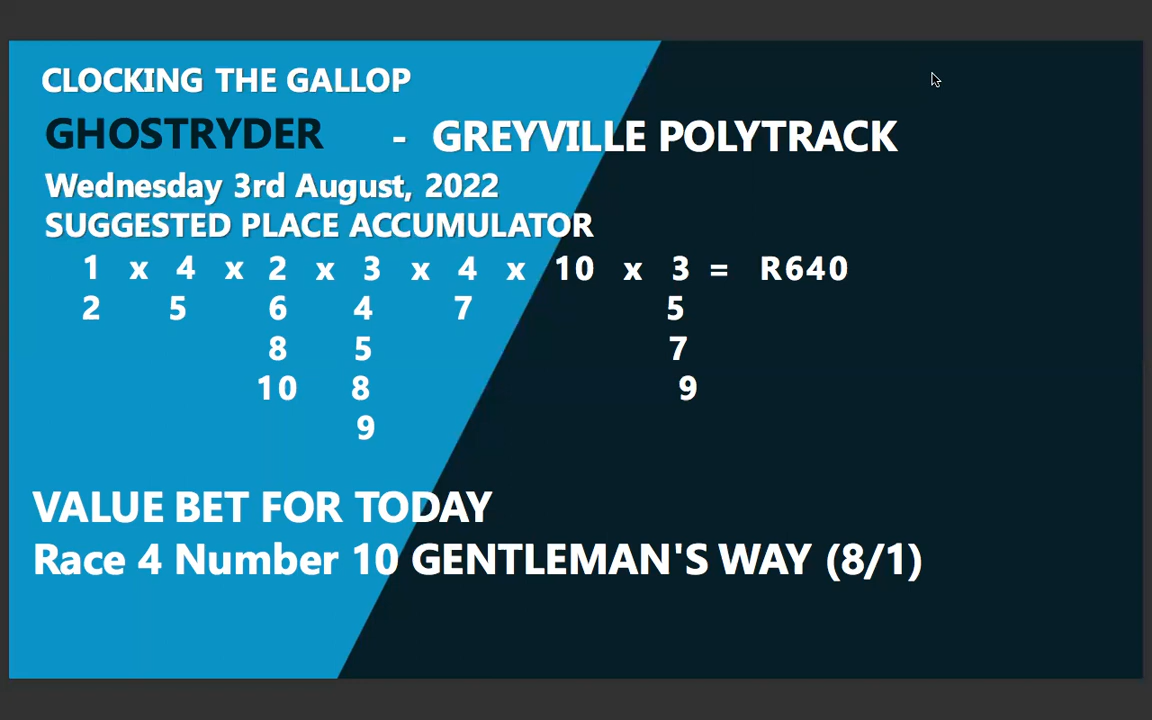 CLOCKING THE GALLOP
GHOSTRYDER - GREYVILLE POLYTRACK
Wednesday 3rd August, 2022
SUGGESTED PLACE ACCUMULATOR
1 x 4 x 2 x 3 x 4 x 10 x 3 = R640
2 5 6 4 7 5
8 5 7
10 8 9
9
VALUE BET FOR TODAY
Race 4 Number 10 GENTLEMAN'S WAY (8/1)